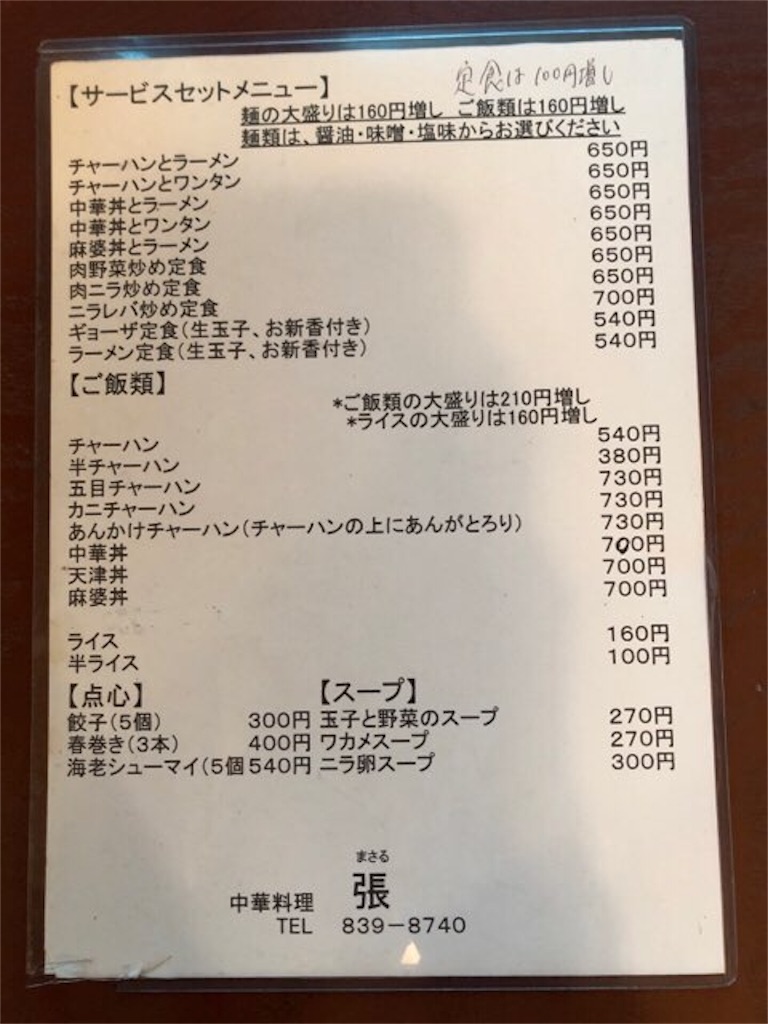 定食は100円増し
【サービスセットメニュー】
麺の大盛りは160円増し ご飯類は160円増し
麺類は、醤油・味噌・塩味からお選びください
チャーハンとラーメン 650円
チャーハンとワンタン 650円
中華丼とラーメン 650円
中華丼とワンタン 650円
麻婆丼とラーメン 650円
肉野菜炒め定食 650円
肉ニラ炒め定食 650円
ニラレバ炒め定食 700円
ギョーザ定食(生玉子、お新香付き) 540円
ラーメン定食(生玉子、お新香付き) 540円
【ご飯類】
*ご飯類の大盛りは210円増し
*ライスの大盛りは160円増し
チャーハン 540円
半チャーハン 380円
五目チャーハン 730円
カニチャーハン 730円
あんかけチャーハン(チャーハンの上にあんがとろり) 730円
中華丼 700円
天津丼 700円
麻婆丼 700円
ライス 160円
半ライス 100円
【点心】 【スープ】
餃子(5個) 300円 玉子と野菜のスープ 270円
春巻き(3本) 400円 ワカメスープ 270円
海老シューマイ(5個 540円 ニラ卵スープ 300円
まさる
中華料理 張
TEL 839-8740